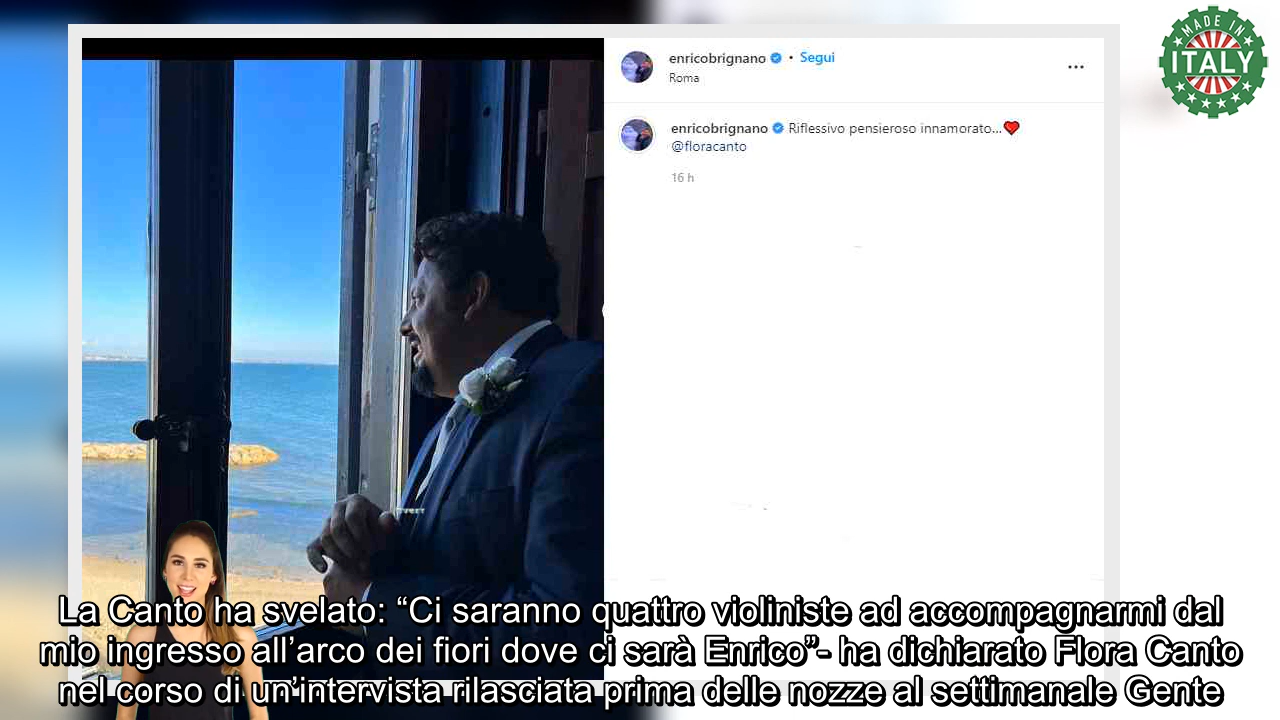 enricobrignano • Segui
Roma
enricobrignano Riflessivo pensieroso innamorato...
@floracanto
16 h
MADE IN
ITALY
La Canto ha svelato: “Ci saranno quattro violiniste ad accompagnarmi dal
mio ingresso all’arco dei fiori dove ci sarà Enrico”- ha dichiarato Flora Canto
nel corso di un’intervista rilasciata prima delle nozze al settimanale Gente